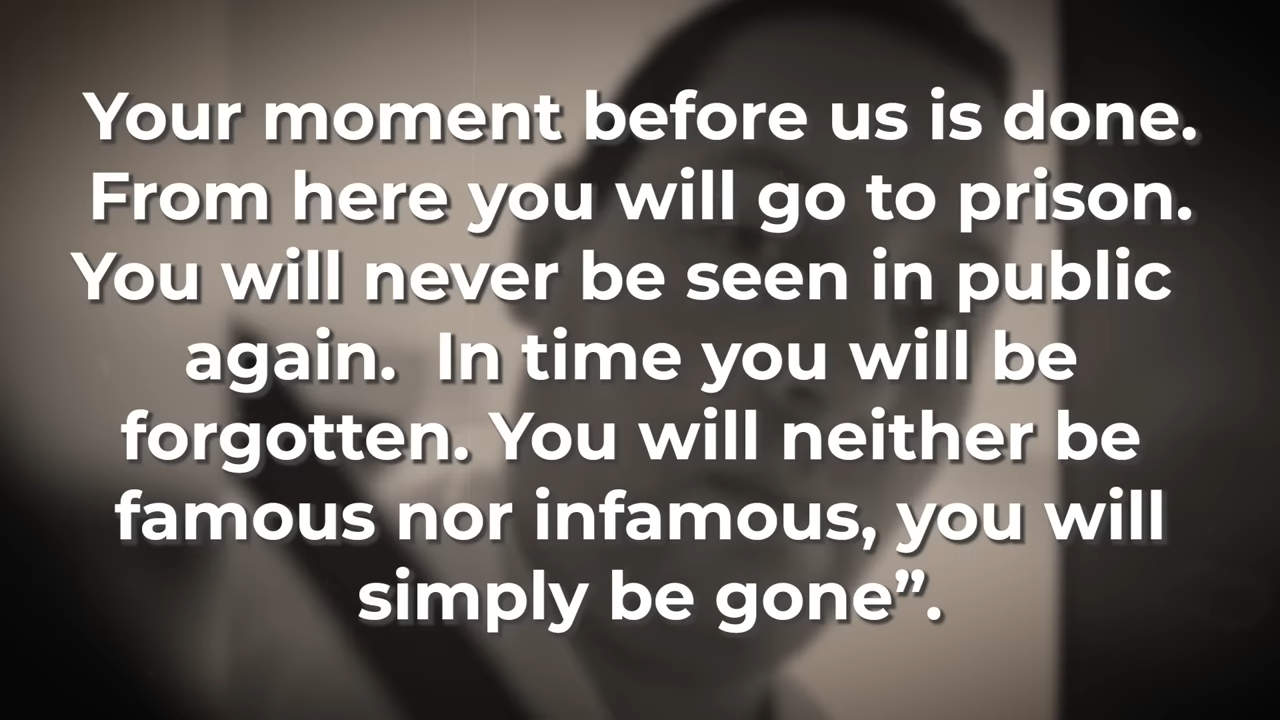 Your moment before us is done.
From here you will go to prison.
You will never be seen in public
again.  In time you will be
forgotten. You will neither be
famous nor infamous, you will
simply be gone”.